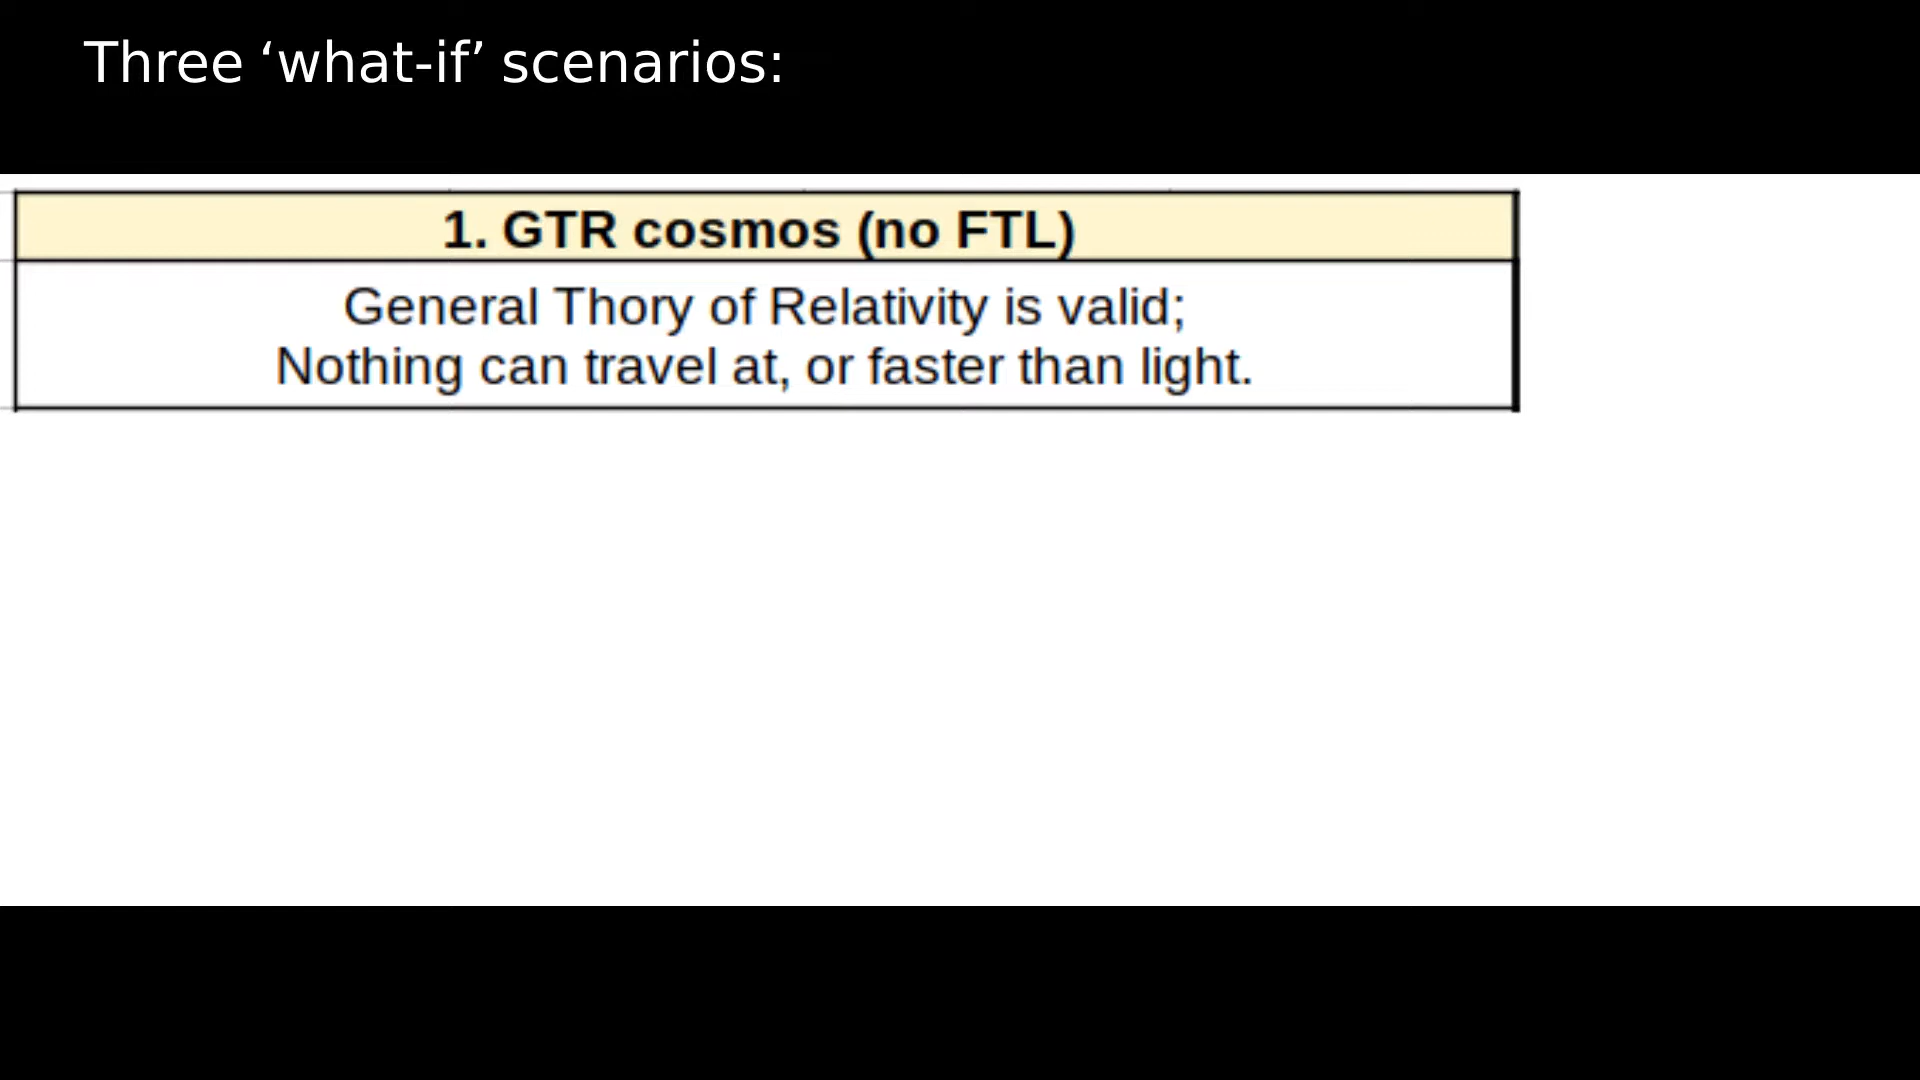 Three ‘what-if’ scenarios:
1. GTR cosmos (no FTL)
General Thory of Relativity is valid;
Nothing can travel at, or faster than light.